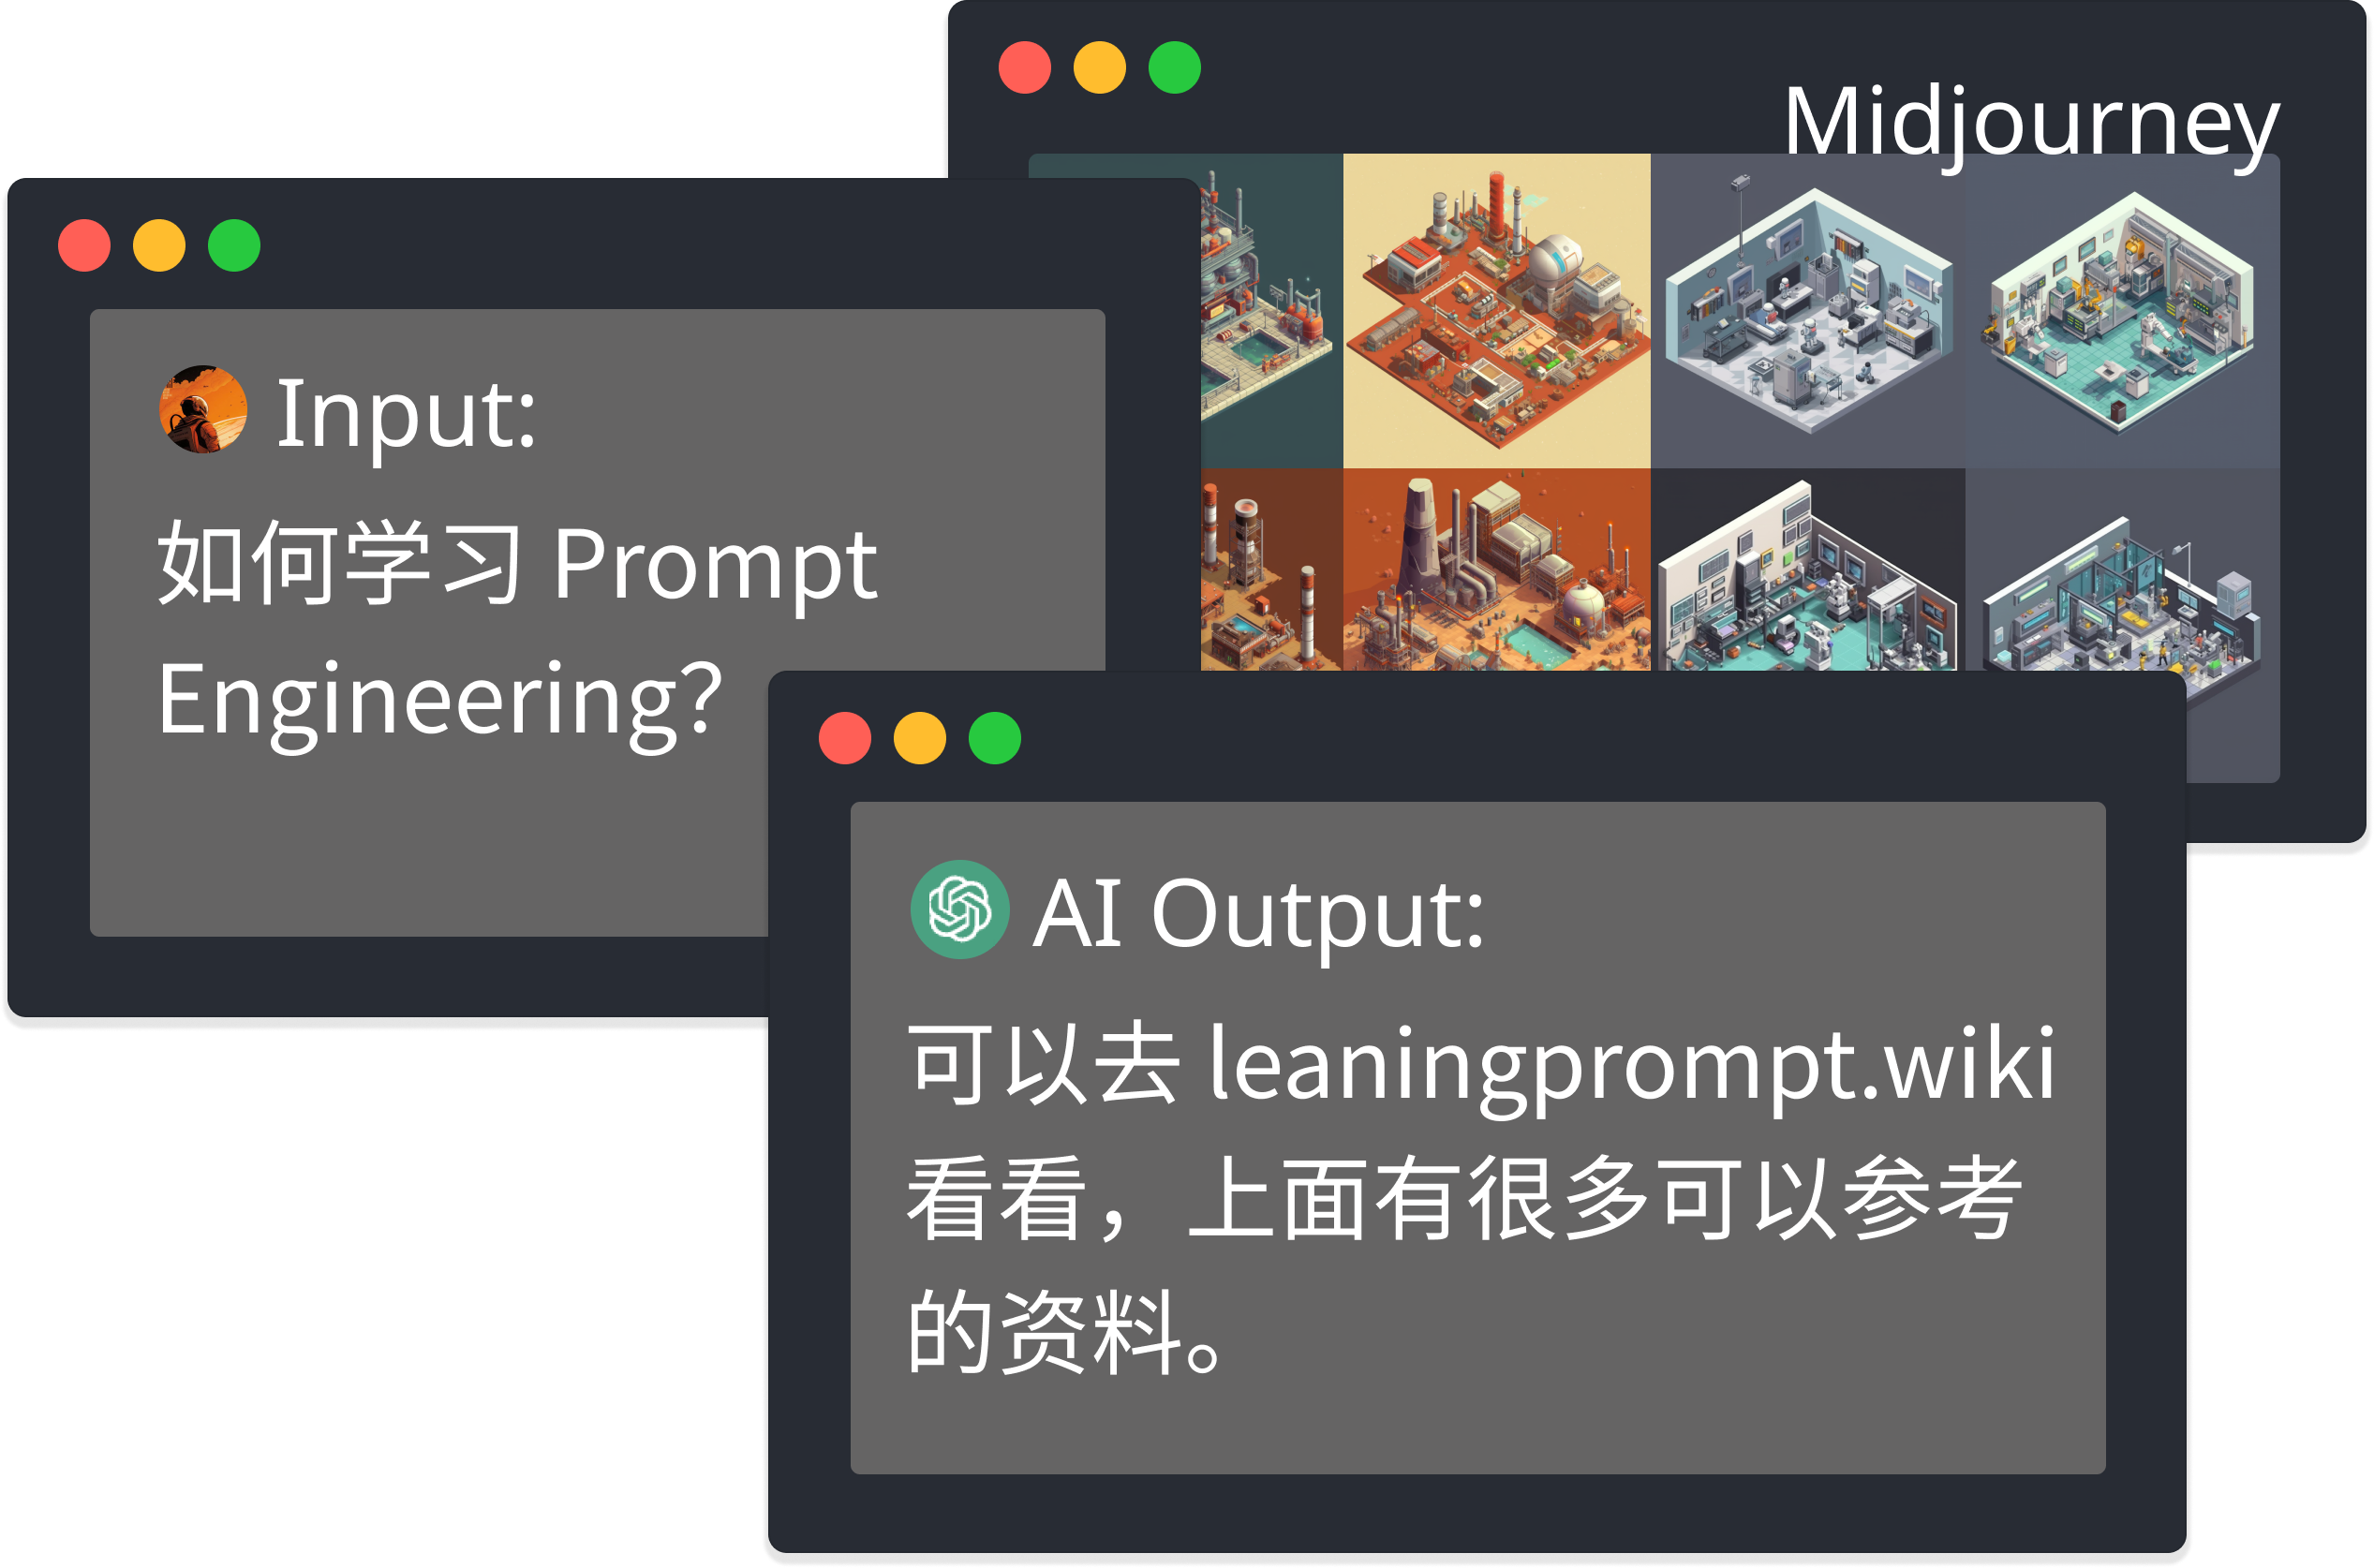 Midjourney
Input:
如何学习 Prompt
Engineering?
AI Output:
可以去 leaningprompt.wiki
看看，上面有很多可以参考
的资料。